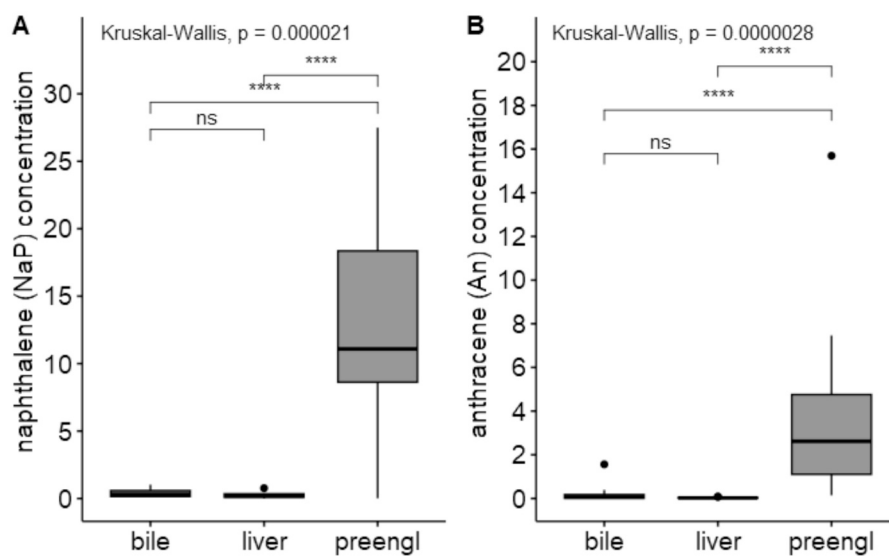 A
Kruskal-Wallis, p = 0.000021
****
****
ns
naphthalene (NaP) concentration
30
25
20
15
10
5
0
bile
liver
preengl
B
Kruskal-Wallis, p = 0.0000028
****
****
ns
anthracene (An) concentration
20
18
16
14
12
10
8
6
4
2
0
bile
liver
preengl